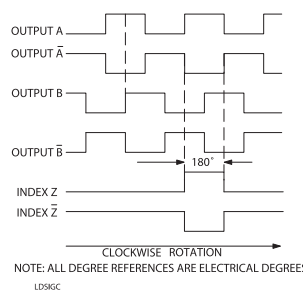 OUTPUT A
OUTPUT A̅
OUTPUT B
OUTPUT B̅
180°
INDEX Z
INDEX Z̅
CLOCKWISE ROTATION
NOTE: ALL DEGREE REFERENCES ARE ELECTRICAL DEGREES
LDSIGC